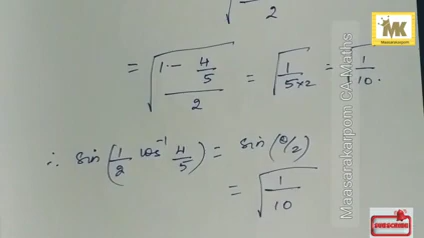 √ 2
= √((1 - 4/5)/2) = √(1/(5×2)) = √(1/10).
∴ sin(1/2 cos⁻¹ 4/5) = sin(θ/2)
= √(1/10)
MK
Maasarakarpom
Maasarakarpom CA Maths
SUBSCRIBE